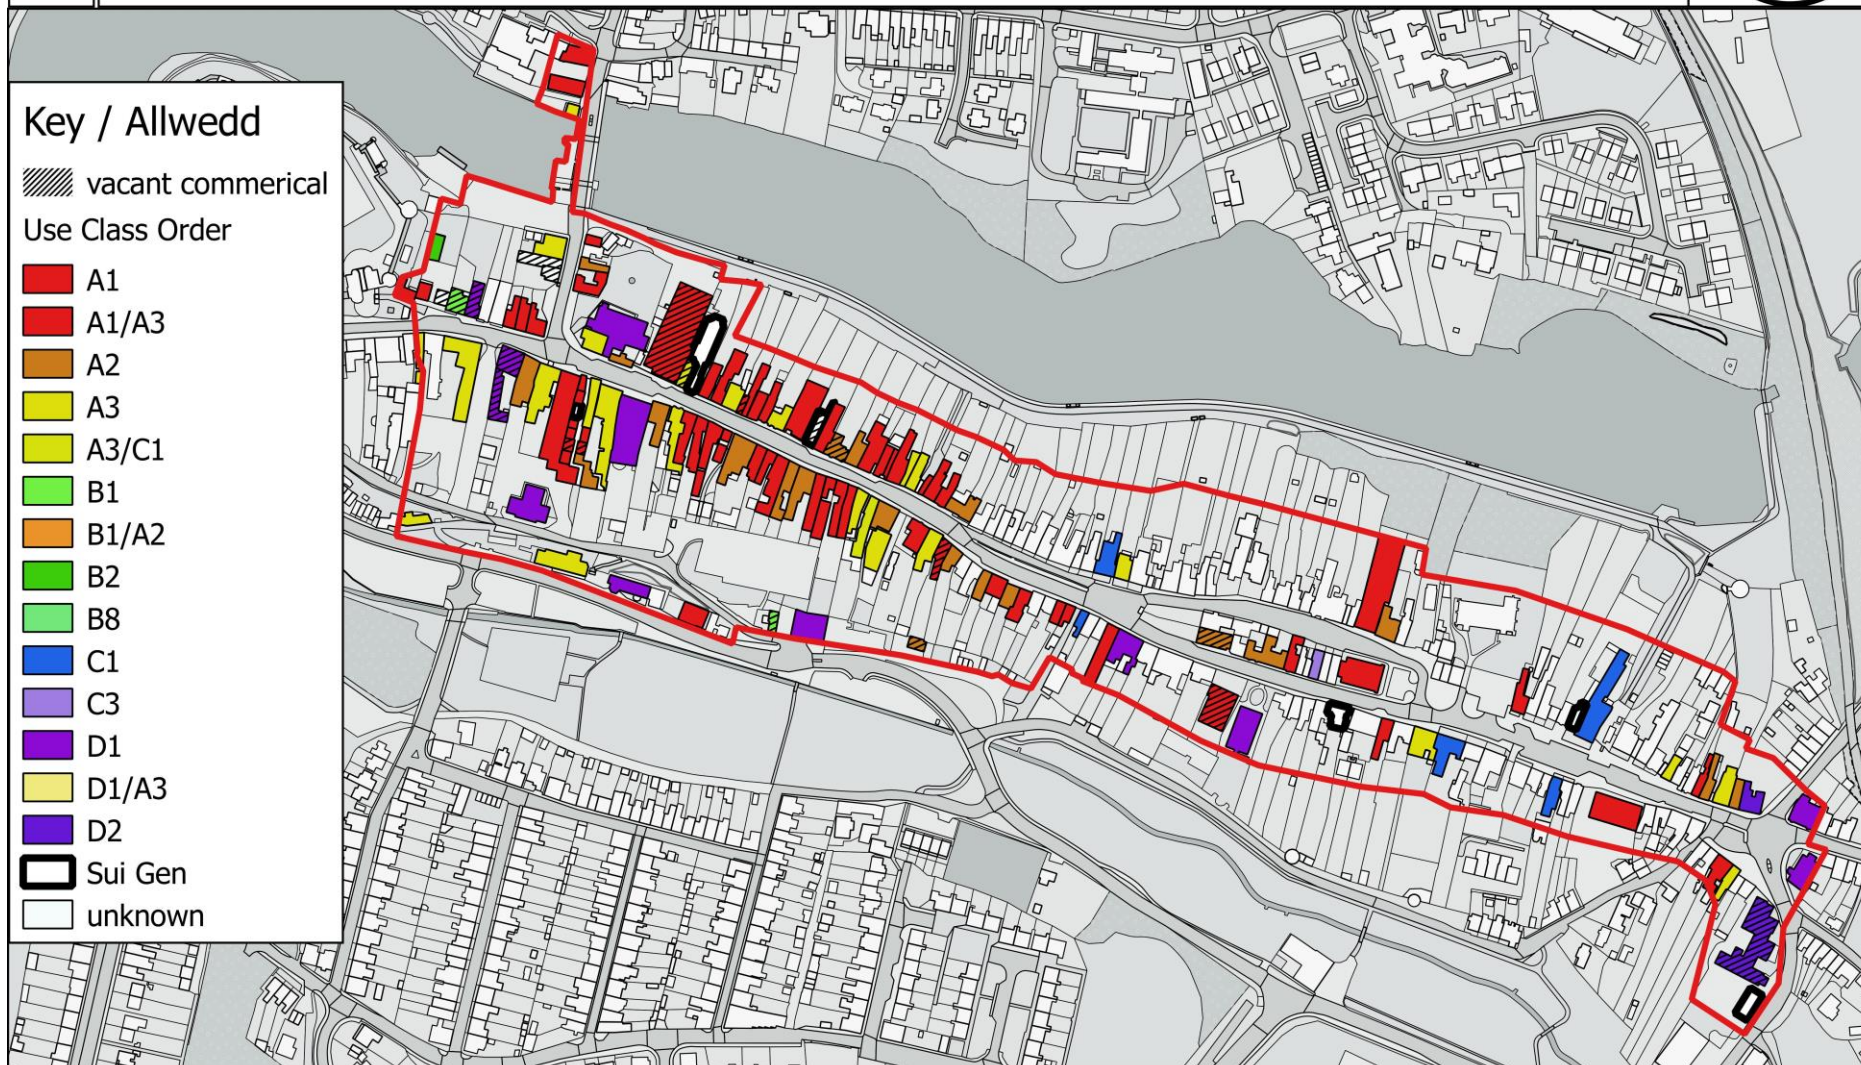 Key / Allwedd
vacant commerical
Use Class Order
A1
A1/A3
A2
A3
A3/C1
B1
B1/A2
B2
B8
C1
C3
D1
D1/A3
D2
Sui Gen
unknown